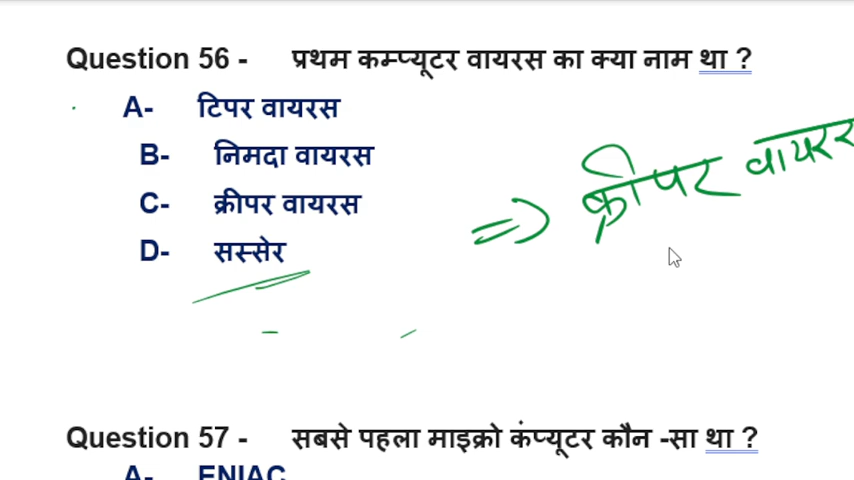 Question 56 - प्रथम कम्प्यूटर वायरस का क्या नाम था ?
A- टिपर वायरस
B- निमदा वायरस
C- क्रीपर वायरस
D- सस्सेर
=> क्रीपर वायरर
Question 57 - सबसे पहला माइक्रो कंप्यूटर कौन -सा था ?
A- ENIAC